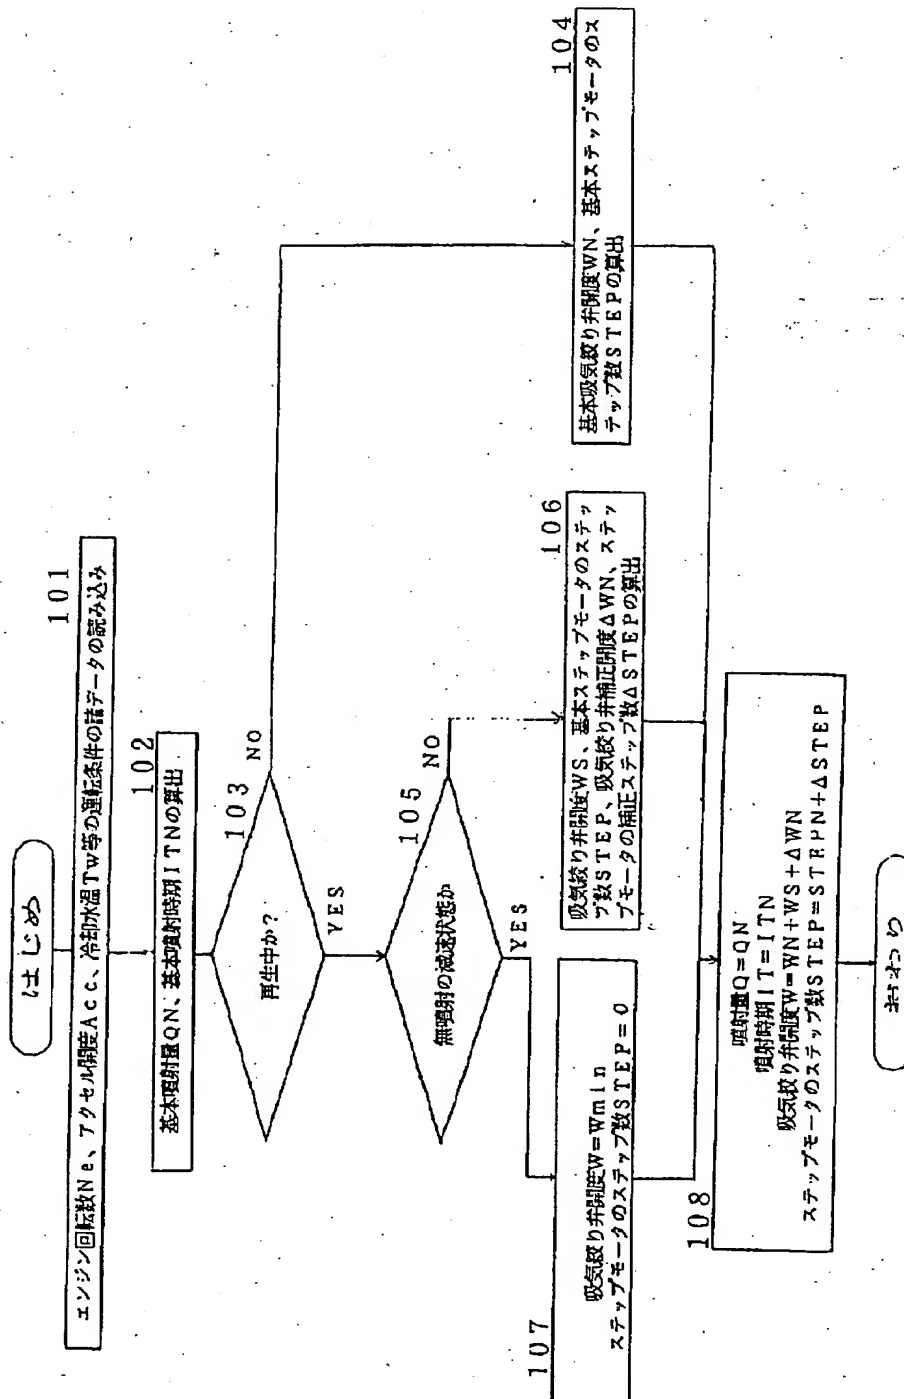 はじめ
101
エンジン回転数Ne、アクセル開度Acc、冷却水温Tw等の運転条件の諸データの読み込み
102
基本噴射量QN、基本噴射時期ITNの算出
103
再生中か?
NO
YES
104
基本吸気絞り弁開度WN、基本ステップモータのス
テップ数STEPの算出
105
無噴射の減速状態か
NO
YES
106
吸気絞り弁開度WS、基本ステップモータのステッ
プ数STEP、吸気絞り弁補正開度ΔWN、ステッ
プモータの補正ステップ数ΔSTEPの算出
107
吸気絞り弁開度W=Wmin
ステップモータのステップ数STEP=0
108
噴射量Q=QN
噴射時期IT=ITN
吸気絞り弁開度W=WN+WS+ΔWN
ステップモータのステップ数STEP=STEPN+ΔSTEP
おわり